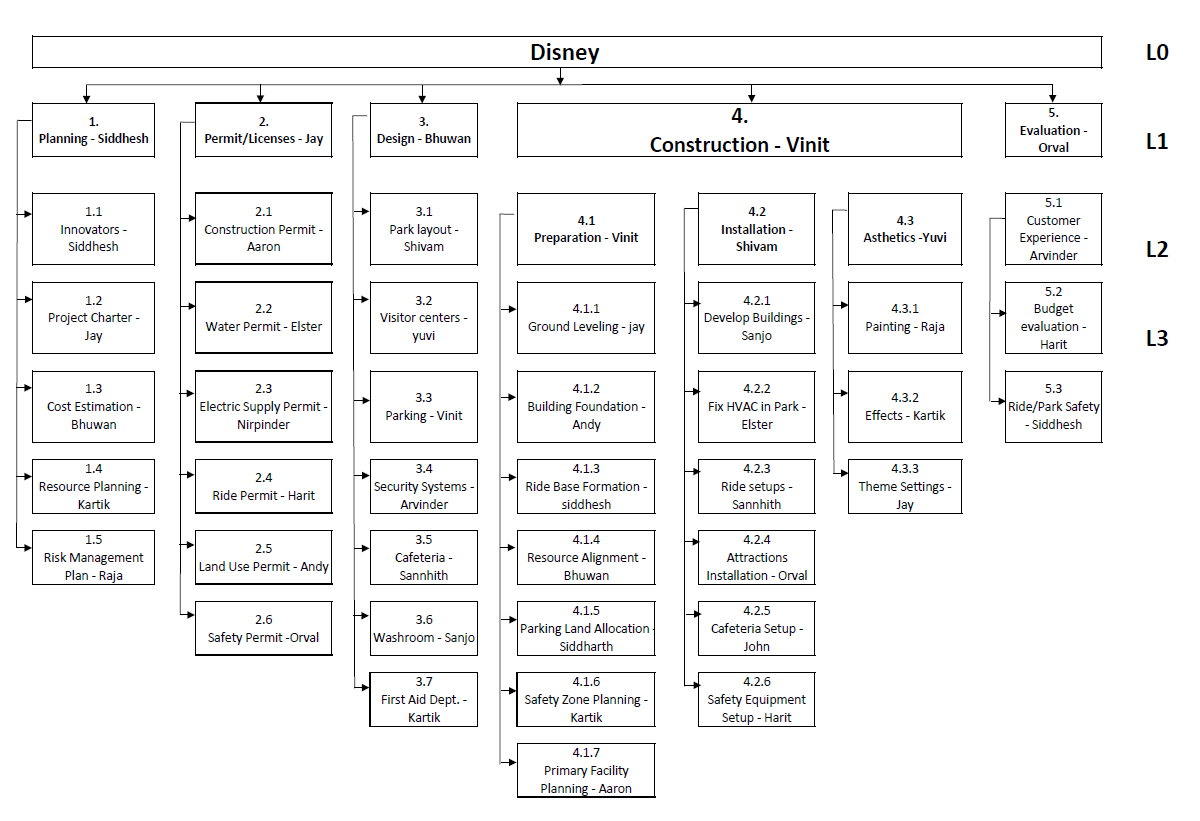 Disney
L0
1.
Planning - Siddhesh
2.
Permit/Licenses - Jay
3.
Design - Bhuwan
4.
Construction - Vinit
5.
Evaluation -
Orval
L1
1.1
Innovators -
Siddhesh
1.2
Project Charter -
Jay
1.3
Cost Estimation -
Bhuwan
1.4
Resource Planning -
Kartik
1.5
Risk Management
Plan - Raja
2.1
Construction Permit -
Aaron
2.2
Water Permit - Elster
2.3
Electric Supply Permit -
Nirpinder
2.4
Ride Permit - Harit
2.5
Land Use Permit - Andy
2.6
Safety Permit -Orval
3.1
Park layout -
Shivam
3.2
Visitor centers -
yuvi
3.3
Parking - Vinit
3.4
Security Systems -
Arvinder
3.5
Cafeteria -
Sannhith
3.6
Washroom - Sanjo
3.7
First Aid Dept. -
Kartik
4.1
Preparation - Vinit
4.1.1
Ground Leveling - jay
4.1.2
Building Foundation -
Andy
4.1.3
Ride Base Formation -
siddhesh
4.1.4
Resource Alignment -
Bhuwan
4.1.5
Parking Land Allocation -
Siddharth
4.1.6
Safety Zone Planning -
Kartik
4.1.7
Primary Facility
Planning - Aaron
4.2
Installation -
Shivam
4.2.1
Develop Buildings -
Sanjo
4.2.2
Fix HVAC in Park -
Elster
4.2.3
Ride setups -
Sannhith
4.2.4
Attractions
Installation - Orval
4.2.5
Cafeteria Setup -
John
4.2.6
Safety Equipment
Setup - Harit
4.3
Asthetics -Yuvi
4.3.1
Painting - Raja
4.3.2
Effects - Kartik
4.3.3
Theme Settings -
Jay
5.1
Customer
Experience -
Arvinder
5.2
Budget
evaluation -
Harit
5.3
Ride/Park Safety
- Siddhesh
L2
L3